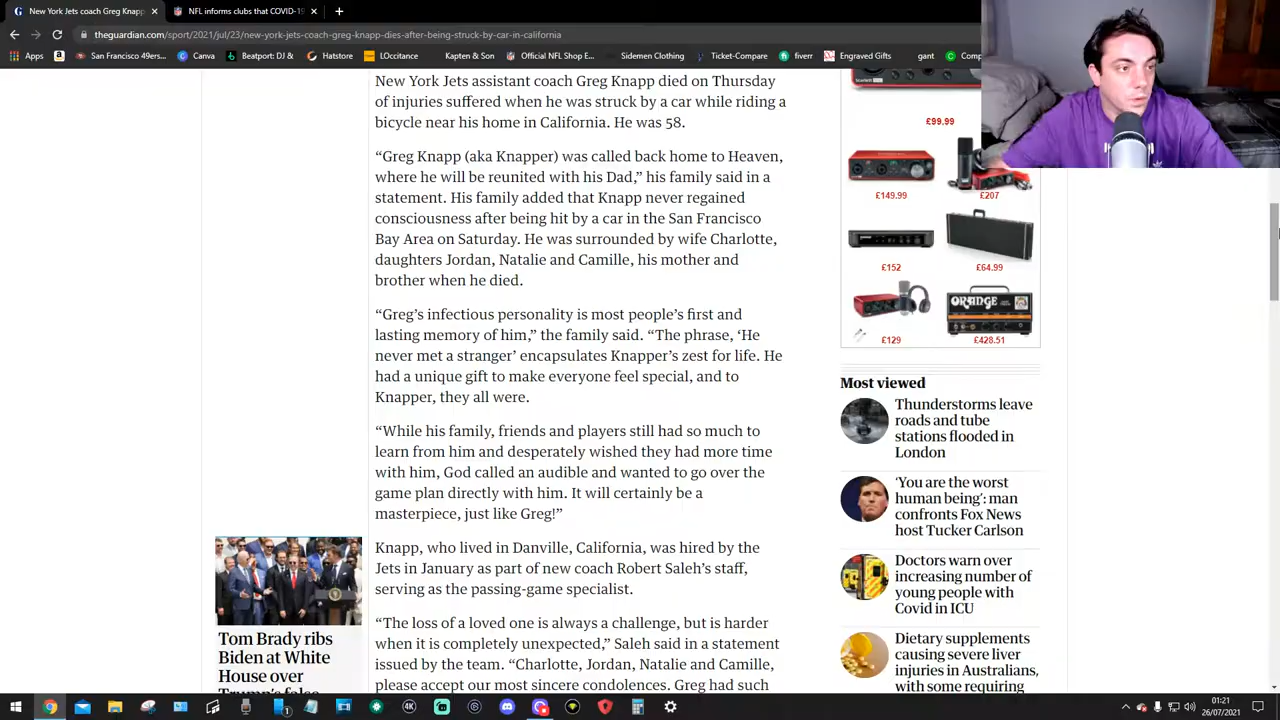 New York Jets coach Greg Knapp
NFL informs clubs that COVID-19
theguardian.com/sport/2021/jul/23/new-york-jets-coach-greg-knapp-dies-after-being-struck-by-car-in-california
Apps
San Francisco 49ers...
Canva
Beatport: DJ &
Hatstore
LOccitane
Kapten & Son
Official NFL Shop E...
Sidemen Clothing
Ticket-Compare
fiverr
Engraved Gifts
gant
New York Jets assistant coach Greg Knapp died on Thursday
of injuries suffered when he was struck by a car while riding a
bicycle near his home in California. He was 58.
“Greg Knapp (aka Knapper) was called back home to Heaven,
where he will be reunited with his Dad,” his family said in a
statement. His family added that Knapp never regained
consciousness after being hit by a car in the San Francisco
Bay Area on Saturday. He was surrounded by wife Charlotte,
daughters Jordan, Natalie and Camille, his mother and
brother when he died.
“Greg’s infectious personality is most people’s first and
lasting memory of him,” the family said. “The phrase, ‘He
never met a stranger’ encapsulates Knapper’s zest for life. He
had a unique gift to make everyone feel special, and to
Knapper, they all were.
“While his family, friends and players still had so much to
learn from him and desperately wished they had more time
with him, God called an audible and wanted to go over the
game plan directly with him. It will certainly be a
masterpiece, just like Greg!”
Knapp, who lived in Danville, California, was hired by the
Jets in January as part of new coach Robert Saleh’s staff,
serving as the passing-game specialist.
“The loss of a loved one is always a challenge, but is harder
when it is completely unexpected,” Saleh said in a statement
issued by the team. “Charlotte, Jordan, Natalie and Camille,
please accept our most sincere condolences. Greg had such
Tom Brady ribs
Biden at White
House over
Trump’s false
£99.99
£149.99
£207
£152
£64.99
ORANGE
£129
£428.51
Most viewed
Thunderstorms leave
roads and tube
stations flooded in
London
‘You are the worst
human being’: man
confronts Fox News
host Tucker Carlson
Doctors warn over
increasing number of
young people with
Covid in ICU
Dietary supplements
causing severe liver
injuries in Australians,
with some requiring
01:21
26/07/2021